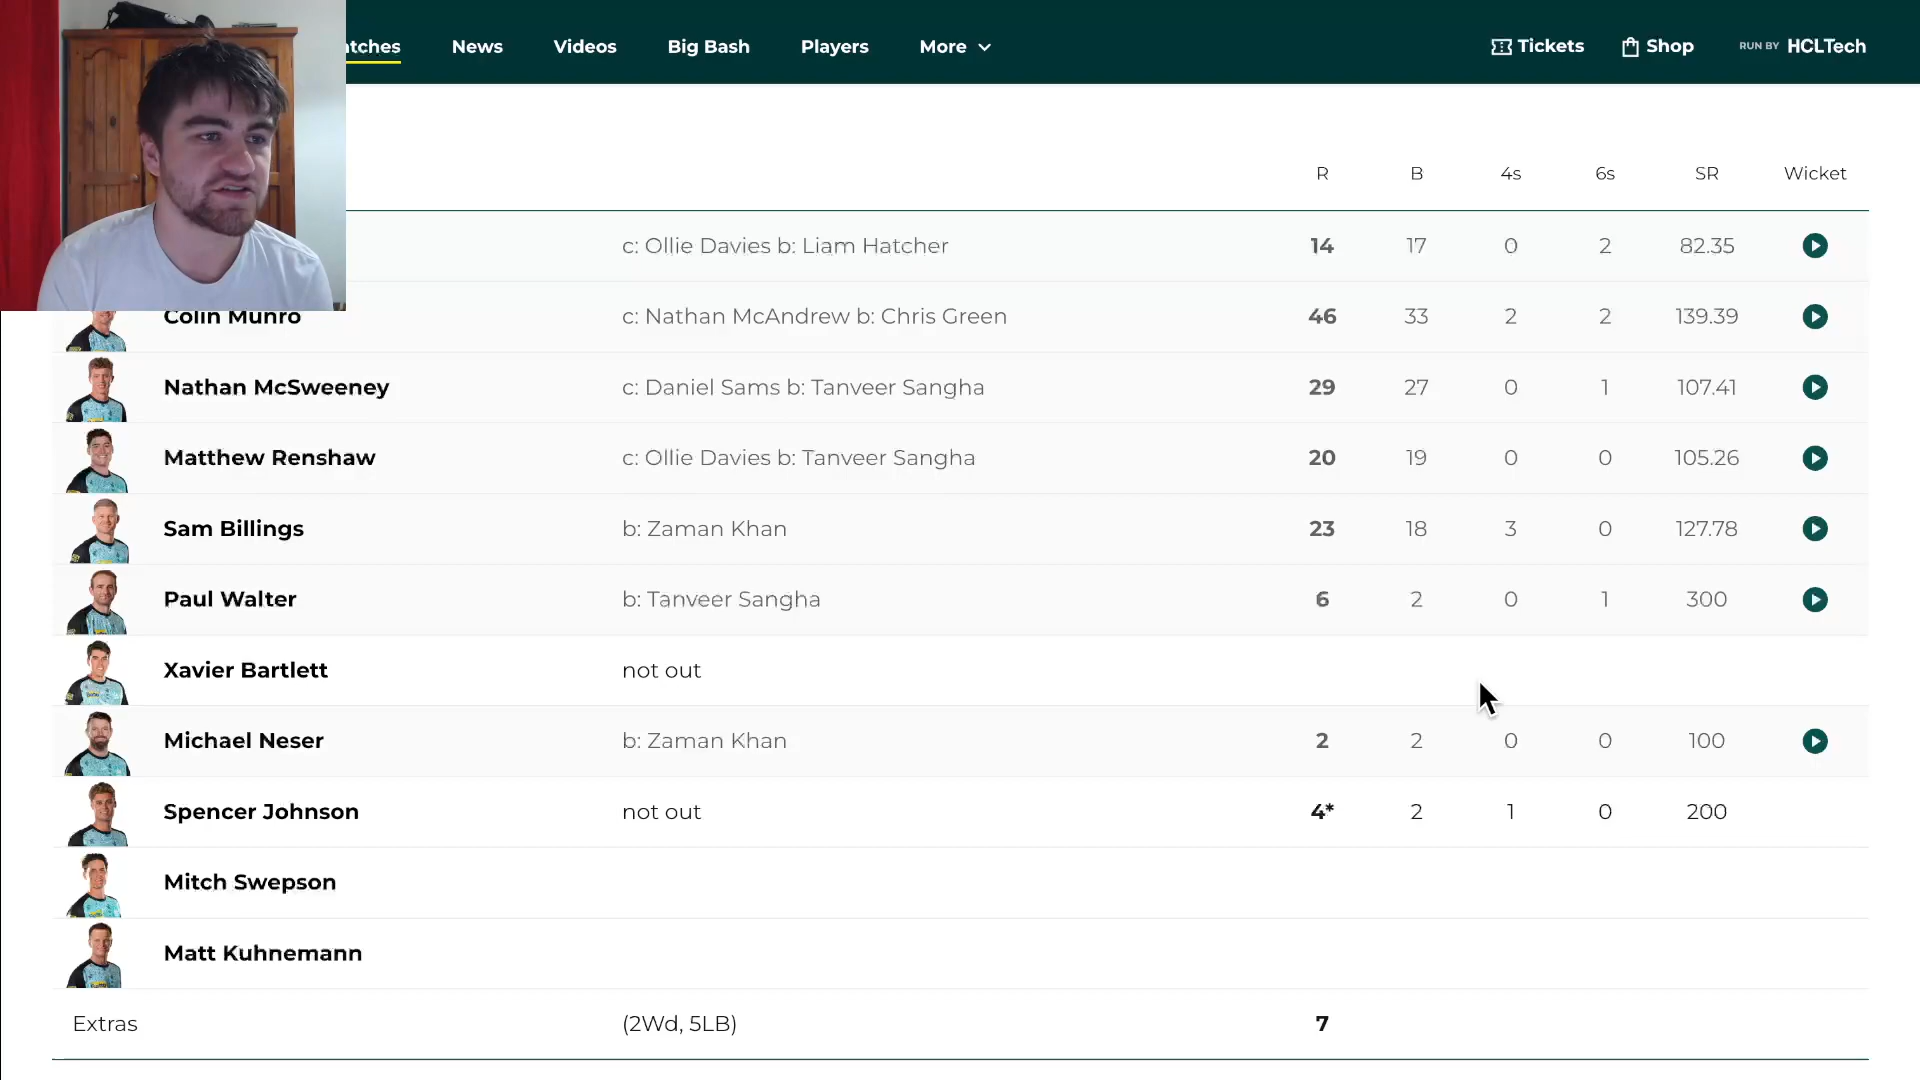 atches News Videos Big Bash Players More Tickets Shop RUN BY HCLTech
R B 4s 6s SR Wicket
c: Ollie Davies b: Liam Hatcher 14 17 0 2 82.35
Colin Munro c: Nathan McAndrew b: Chris Green 46 33 2 2 139.39
Nathan McSweeney c: Daniel Sams b: Tanveer Sangha 29 27 0 1 107.41
Matthew Renshaw c: Ollie Davies b: Tanveer Sangha 20 19 0 0 105.26
Sam Billings b: Zaman Khan 23 18 3 0 127.78
Paul Walter b: Tanveer Sangha 6 2 0 1 300
Xavier Bartlett not out
Michael Neser b: Zaman Khan 2 2 0 0 100
Spencer Johnson not out 4* 2 1 0 200
Mitch Swepson
Matt Kuhnemann
Extras (2Wd, 5LB) 7